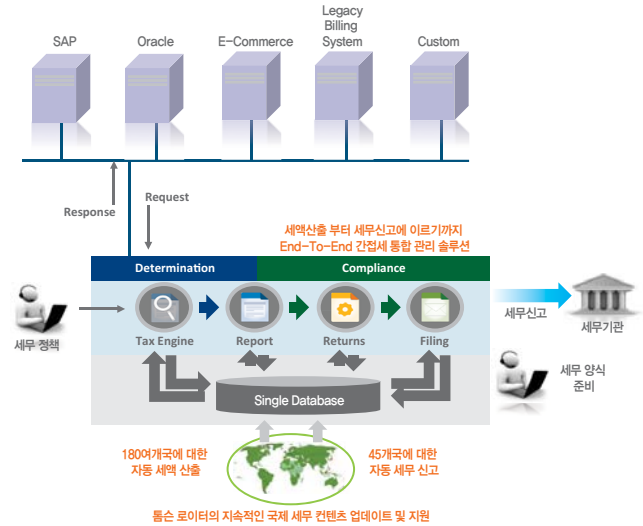 SAP
Oracle
E-Commerce
Legacy
Billing
System
Custom
Response
Request
세액산출 부터 세무신고에 이르기까지
End-To-End 간접세 통합 관리 솔루션
Determination
Compliance
세무 정책
Tax Engine
Report
Returns
Filing
세무신고
세무기관
Single Database
세무 양식
준비
180여개국에 대한
자동 세액 산출
45개국에 대한
자동 세무 신고
톰슨 로이터의 지속적인 국제 세무 컨텐츠 업데이트 및 지원